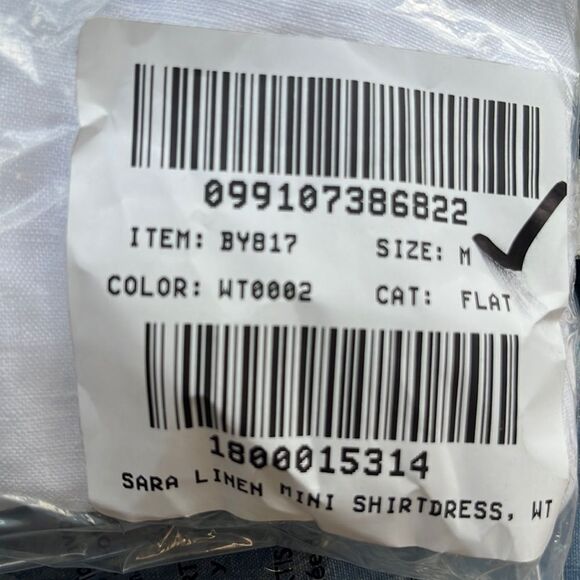 099107386822
ITEM: BY817 SIZE: M
COLOR: WT0002 CAT: FLAT
1800015314
SARA LINEN MINI SHIRTDRESS, WT